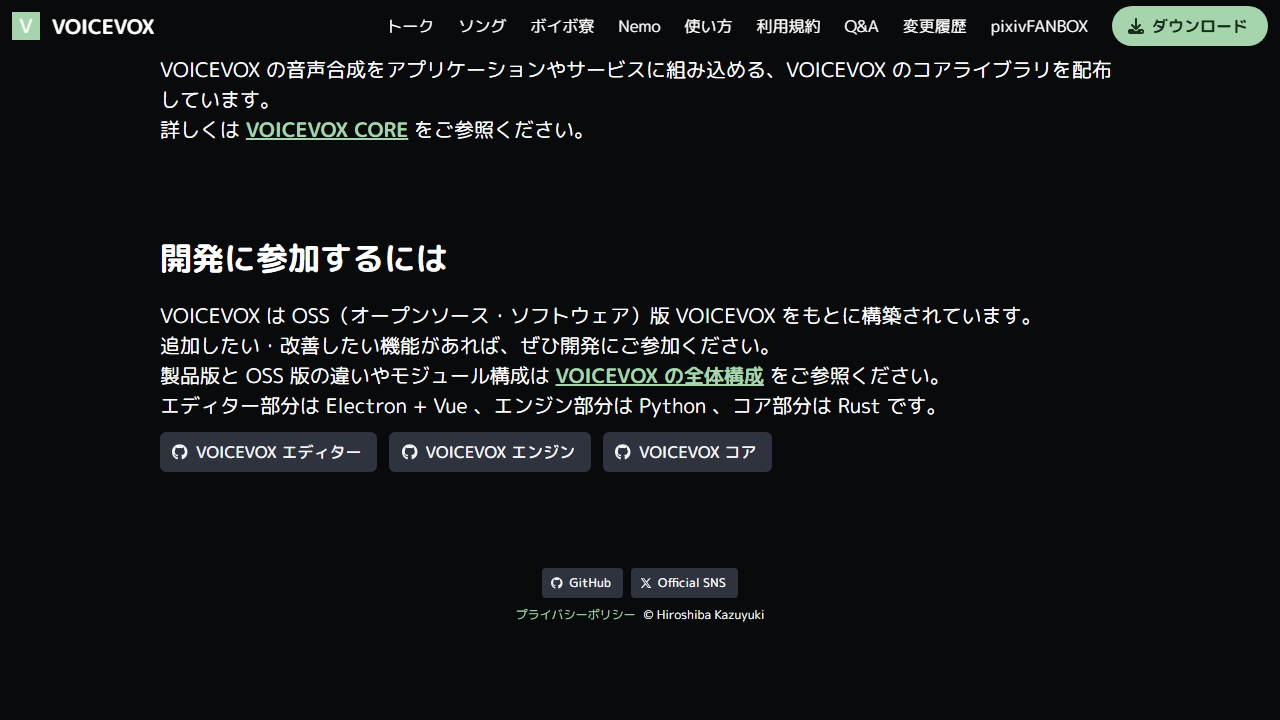 V VOICEVOX トーク ソング ボイボ寮 Nemo 使い方 利用規約 Q&A 変更履歴 pixivFANBOX ダウンロード
VOICEVOX の音声合成をアプリケーションやサービスに組み込める、VOICEVOX のコアライブラリを配布
しています。
詳しくは VOICEVOX CORE をご参照ください。
開発に参加するには
VOICEVOX は OSS（オープンソース・ソフトウェア）版 VOICEVOX をもとに構築されています。
追加したい・改善したい機能があれば、ぜひ開発にご参加ください。
製品版と OSS 版の違いやモジュール構成は VOICEVOX の全体構成 をご参照ください。
エディター部分は Electron + Vue 、エンジン部分は Python 、コア部分は Rust です。
VOICEVOX エディター VOICEVOX エンジン VOICEVOX コア
GitHub Official SNS
プライバシーポリシー © Hiroshiba Kazuyuki